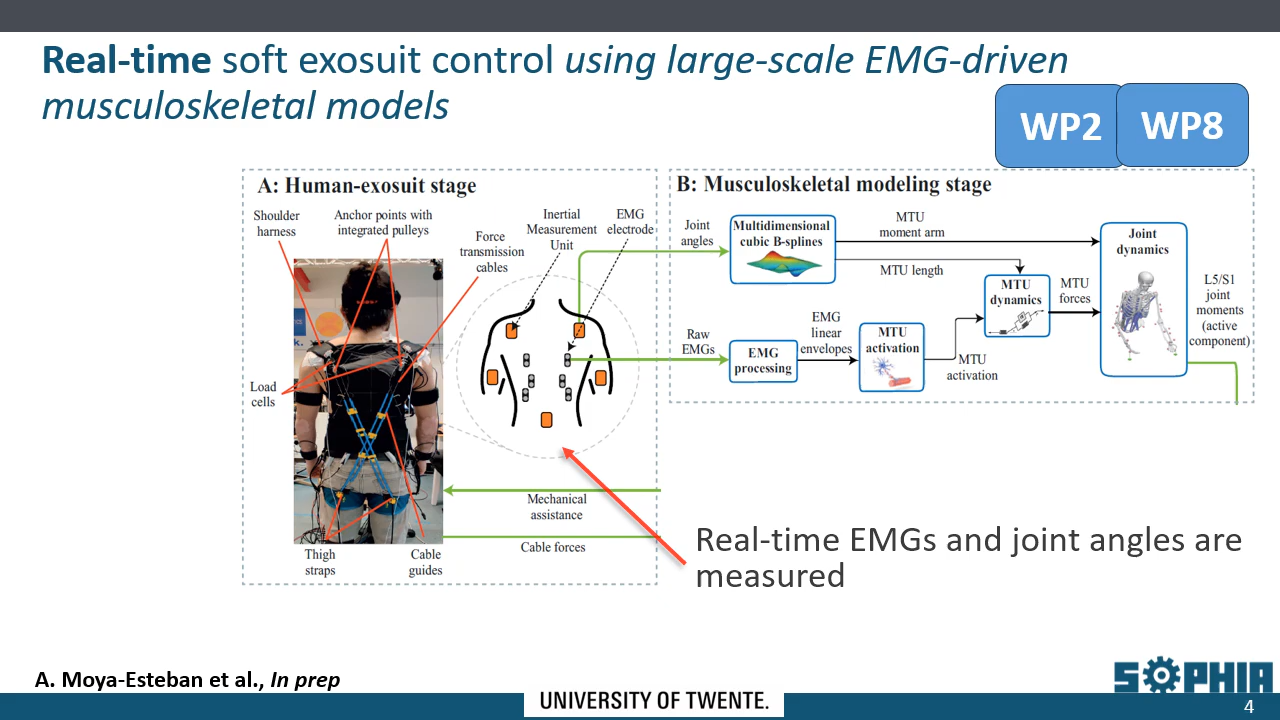 Real-time soft exosuit control using large-scale EMG-driven
musculoskeletal models
WP2
WP8
A: Human-exosuit stage
Shoulder
harness
Anchor points with
integrated pulleys
Force
transmission
cables
Inertial
Measurement
Unit
EMG
electrode
Load
cells
Thigh
straps
Cable
guides
Mechanical
assistance
Cable forces
B: Musculoskeletal modeling stage
Joint
angles
Multidimensional
cubic B-splines
MTU
moment arm
MTU length
Joint
dynamics
MTU
dynamics
MTU
forces
L5/S1
joint
moments
(active
component)
Raw
EMGs
EMG
processing
EMG
linear
envelopes
MTU
activation
MTU
activation
Real-time EMGs and joint angles are
measured
A. Moya-Esteban et al., In prep
SOPHIA
UNIVERSITY OF TWENTE.
4